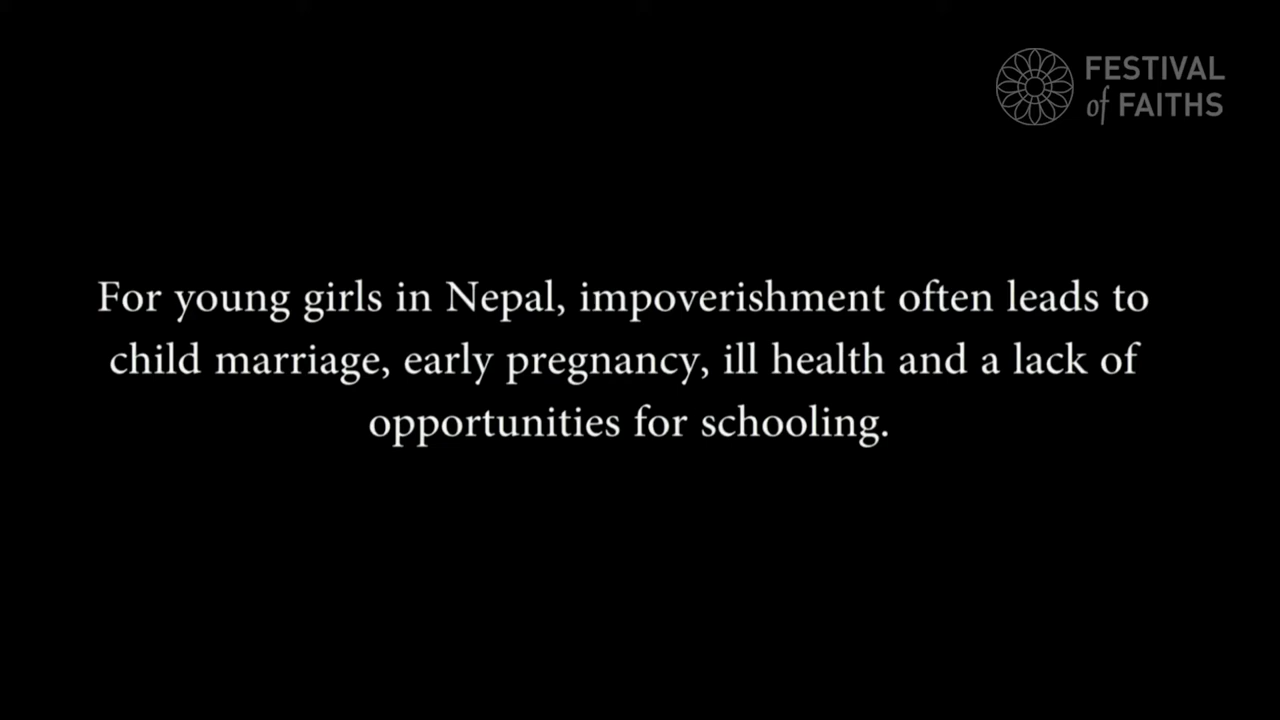 FESTIVAL
of FAITHS
For young girls in Nepal, impoverishment often leads to
child marriage, early pregnancy, ill health and a lack of
opportunities for schooling.